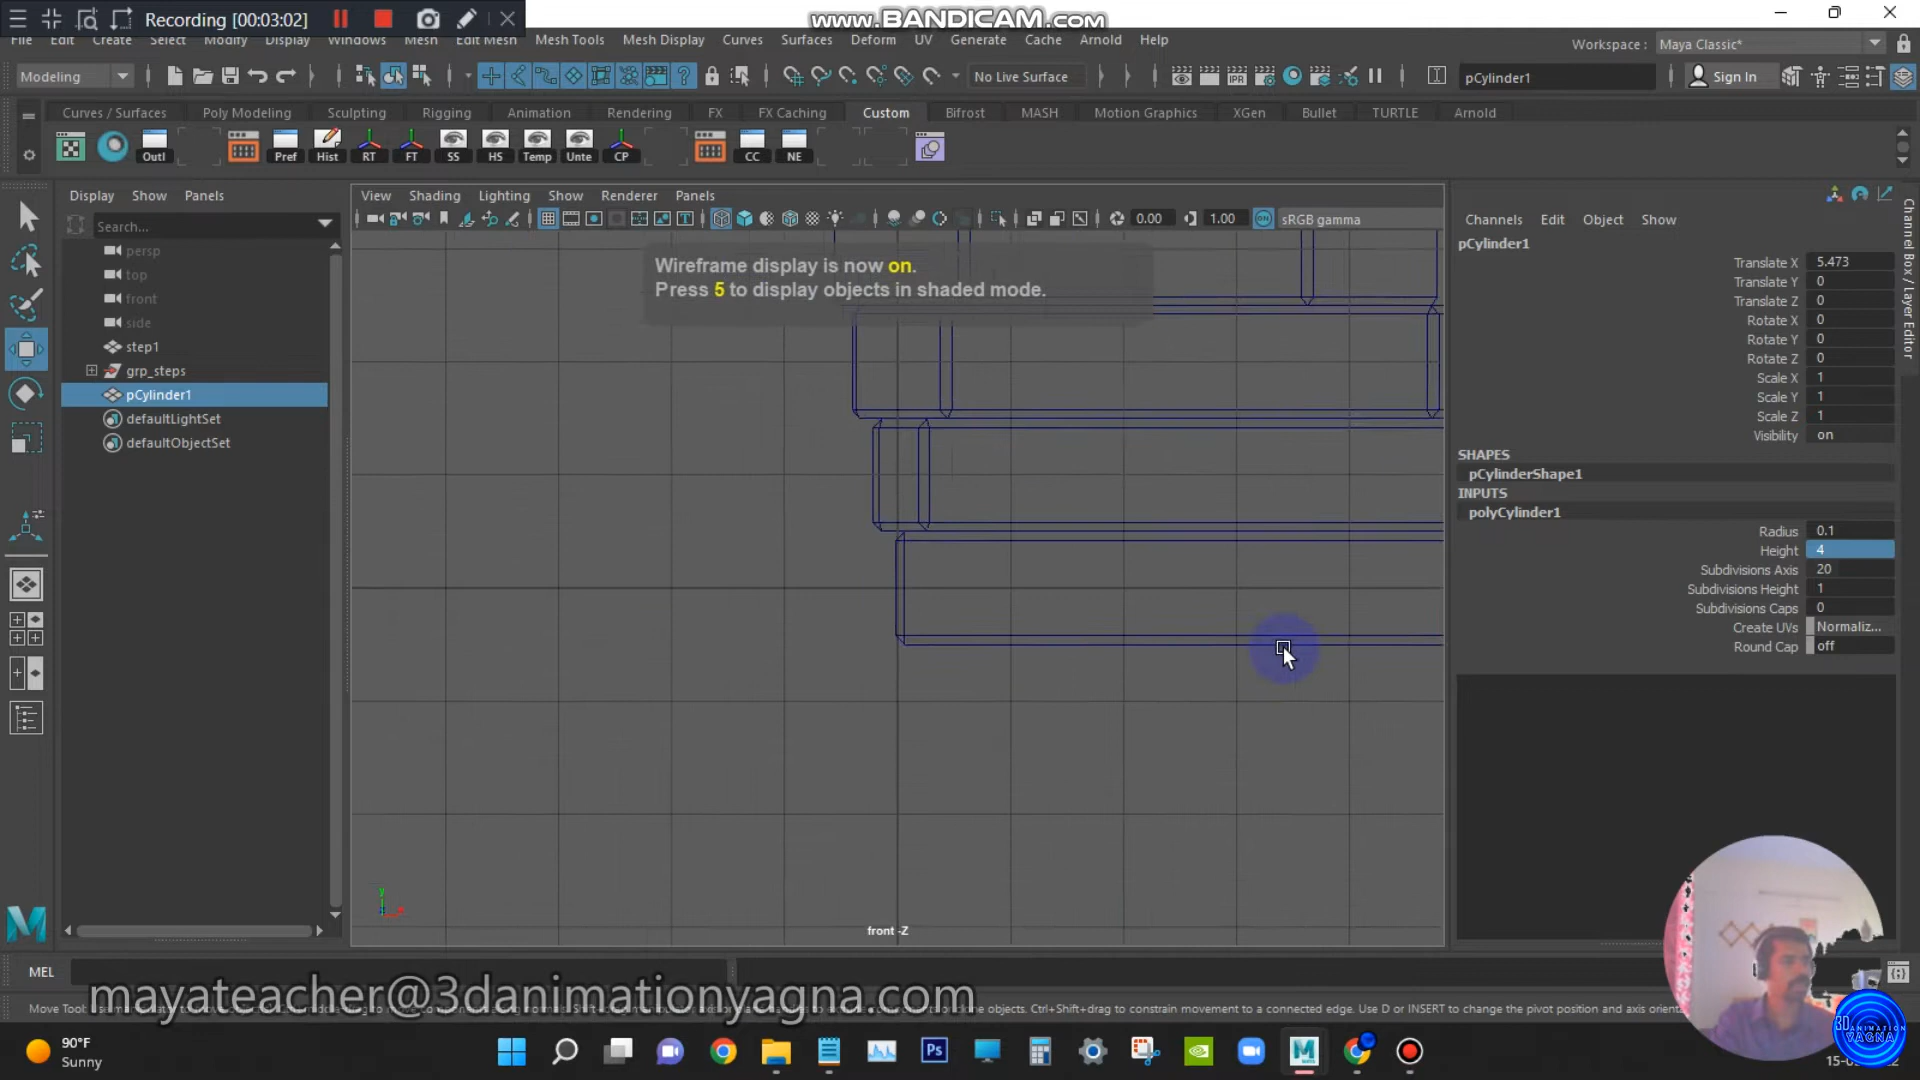 Recording [00:03:02]
www.BANDICAM.com
File Edit Create Select Modify Display Windows Mesh Edit Mesh Mesh Tools Mesh Display Curves Surfaces Deform UV Generate Cache Arnold Help
Workspace : Maya Classic*
Modeling
No Live Surface
IPR
pCylinder1
Sign In
Curves / Surfaces Poly Modeling Sculpting Rigging Animation Rendering FX FX Caching Custom Bifrost MASH Motion Graphics XGen Bullet TURTLE Arnold
Outl Pref Hist RT FT SS HS Temp Unte CP CC NE
Display Show Panels
Search...
persp
top
front
side
step1
grp_steps
pCylinder1
defaultLightSet
defaultObjectSet
View Shading Lighting Show Renderer Panels
0.00 1.00 ON sRGB gamma
Wireframe display is now on.
Press 5 to display objects in shaded mode.
y
front -Z
Channels Edit Object Show
pCylinder1
Translate X 5.473
Translate Y 0
Translate Z 0
Rotate X 0
Rotate Y 0
Rotate Z 0
Scale X 1
Scale Y 1
Scale Z 1
Visibility on
SHAPES
pCylinderShape1
INPUTS
polyCylinder1
Radius 0.1
Height 4
Subdivisions Axis 20
Subdivisions Height 1
Subdivisions Caps 0
Create UVs Normaliz...
Round Cap off
Channel Box / Layer Editor
MEL
mayateacher@3danimationyagna.com
Move Tool:
objects. Ctrl+Shift+drag to constrain movement to a connected edge. Use D or INSERT to change the pivot position and axis
90°F
Sunny
Ps
M
3D ANIMATION
YAGNA